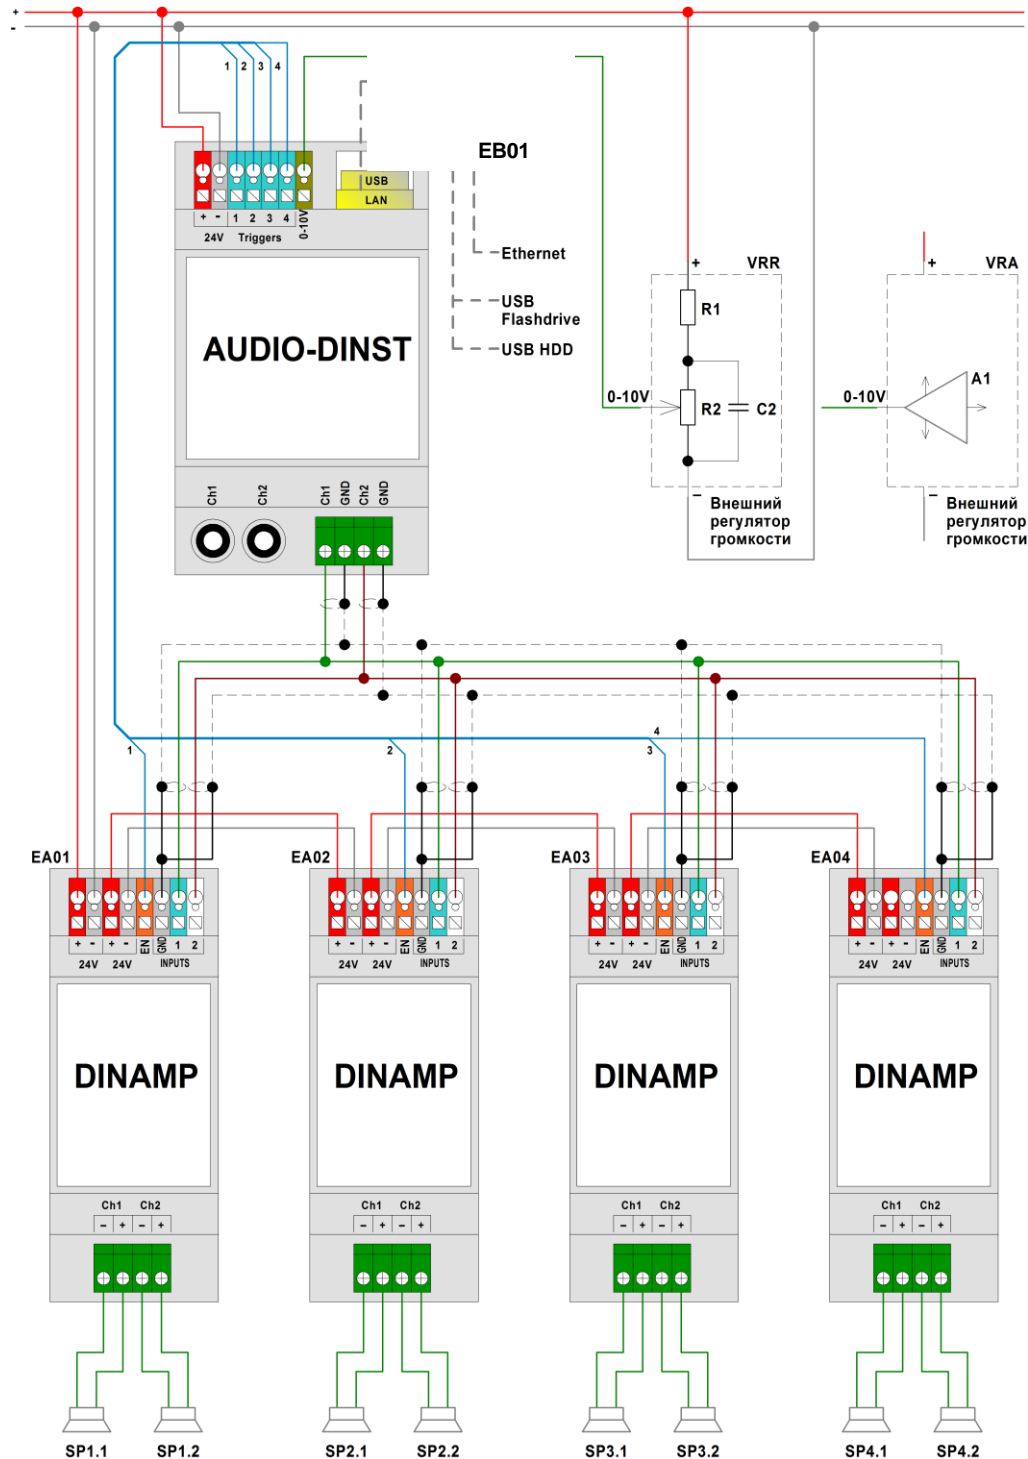 +
-
1 2 3 4
EB01
USB
LAN
+ - 1 2 3 4 0-10V
24V Triggers
Ethernet
USB
Flashdrive
USB HDD
AUDIO-DINST
+ VRR
R1
0-10V R2 C2
−
Внешний
регулятор
громкости
+ VRA
A1
0-10V
−
Внешний
регулятор
громкости
Ch1 Ch2 Ch1 GND Ch2 GND
1 2 3 4
EA01 EA02 EA03 EA04
+ - + - EN GND 1 2
24V 24V INPUTS
+ - + - EN GND 1 2
24V 24V INPUTS
+ - + - EN GND 1 2
24V 24V INPUTS
+ - + - EN GND 1 2
24V 24V INPUTS
DINAMP DINAMP DINAMP DINAMP
Ch1 Ch2
− + − +
Ch1 Ch2
− + − +
Ch1 Ch2
− + − +
Ch1 Ch2
− + − +
SP1.1 SP1.2 SP2.1 SP2.2 SP3.1 SP3.2 SP4.1 SP4.2